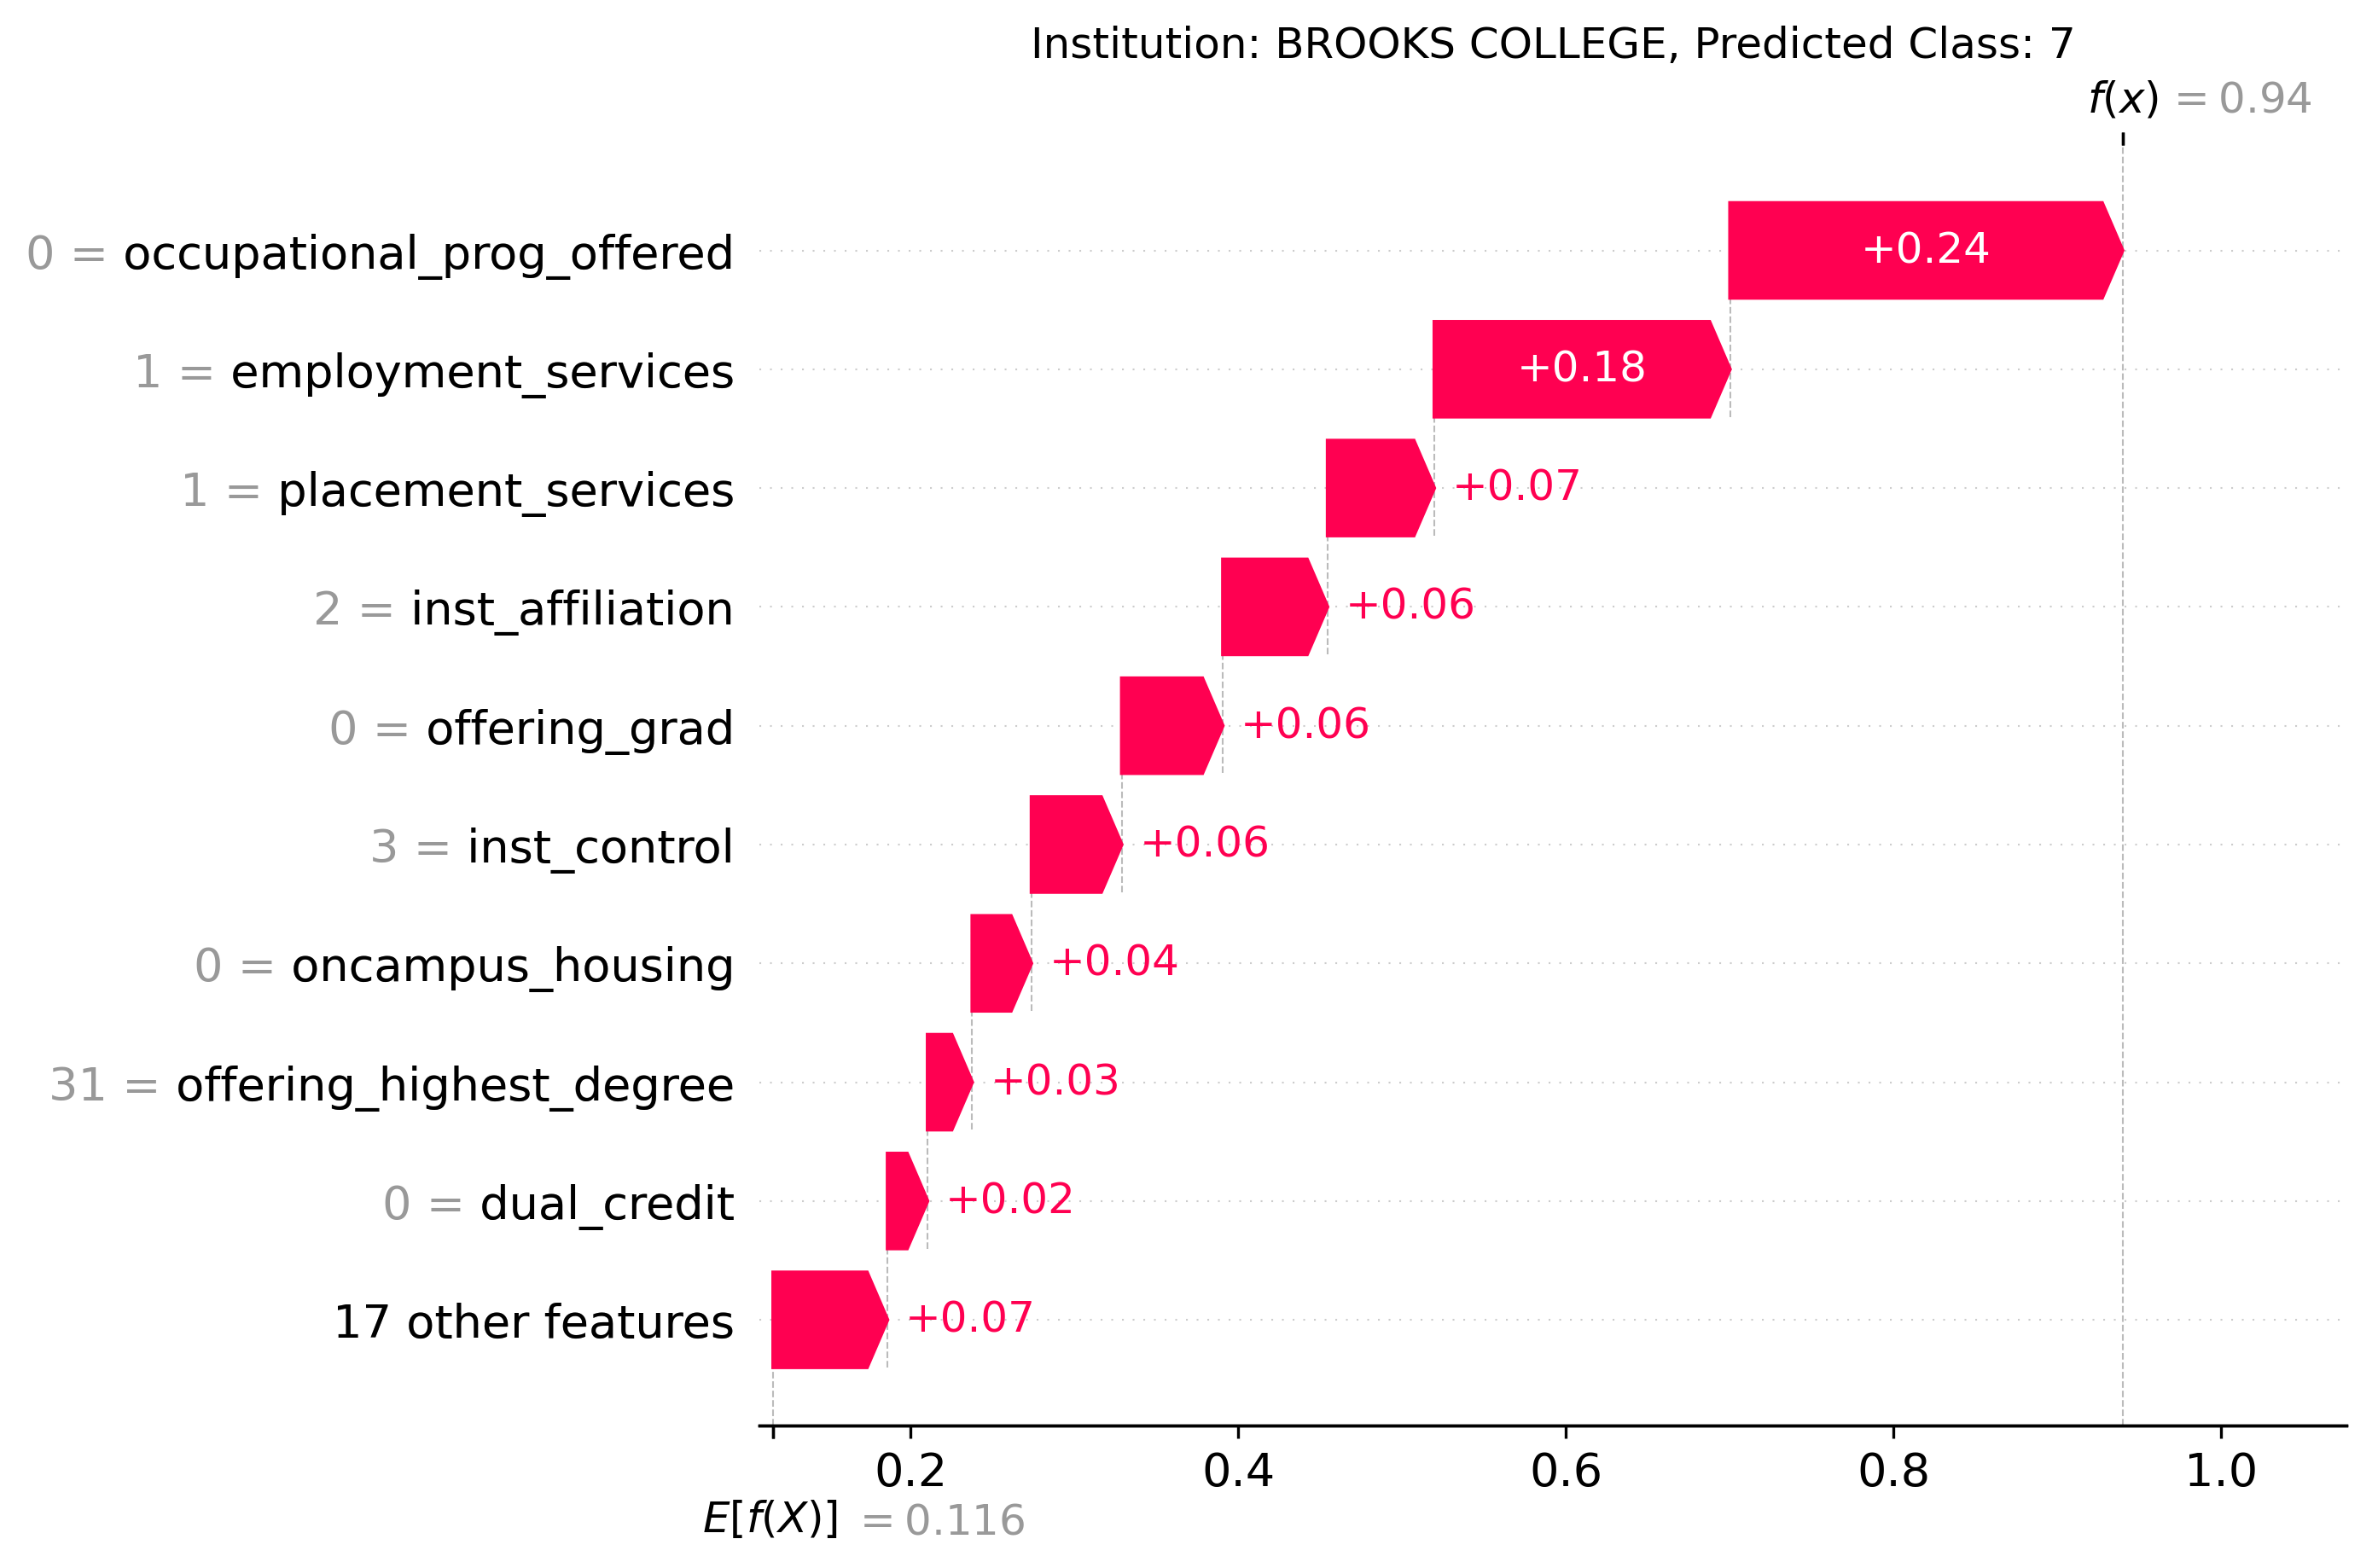 Institution: BROOKS COLLEGE, Predicted Class: 7
f(x) = 0.94
0 = occupational_prog_offered +0.24
1 = employment_services +0.18
1 = placement_services +0.07
2 = inst_affiliation +0.06
0 = offering_grad +0.06
3 = inst_control +0.06
0 = oncampus_housing +0.04
31 = offering_highest_degree +0.03
0 = dual_credit +0.02
17 other features +0.07
0.2 0.4 0.6 0.8 1.0
E[f(X)] = 0.116